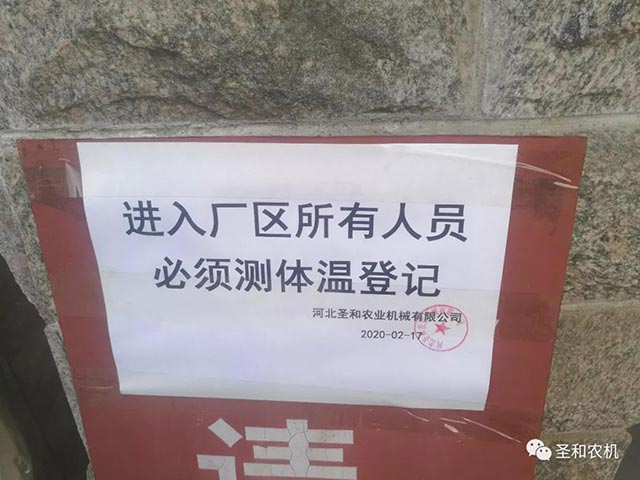 进入厂区所有人员
必须测体温登记
河北圣和农业机械有限公司
2020-02-17
请
圣和农机